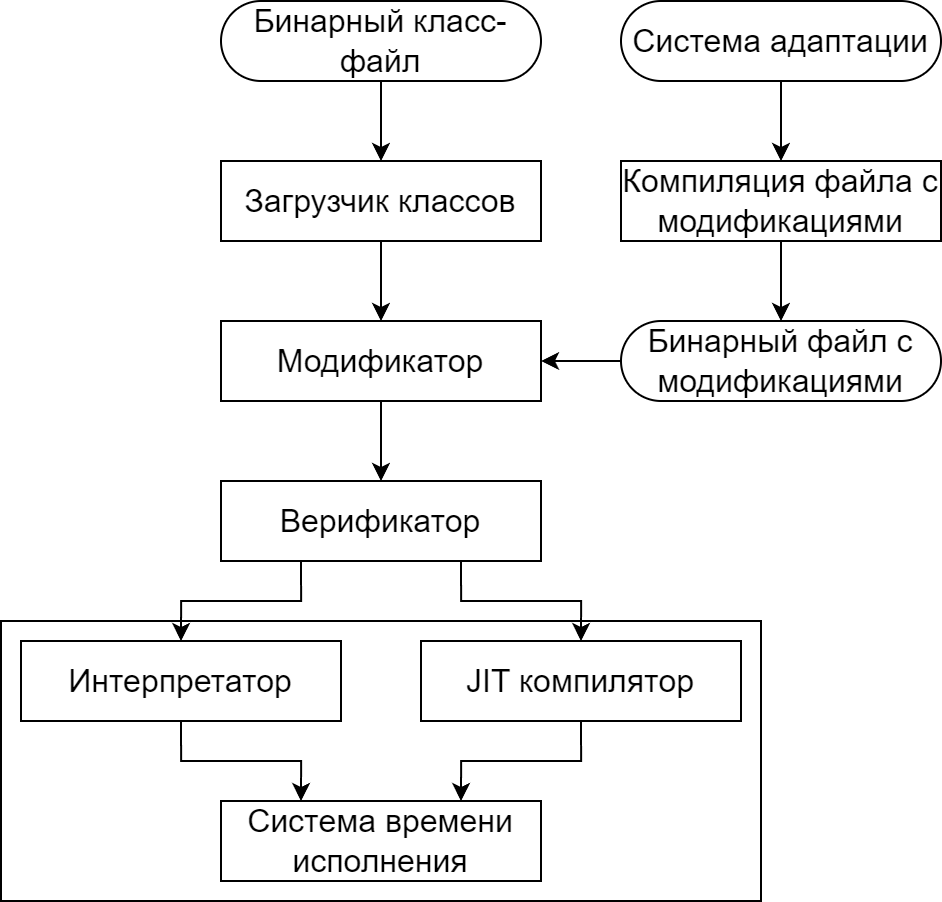 Бинарный класс-
файл
Система адаптации
Загрузчик классов
Компиляция файла с
модификациями
Модификатор
Бинарный файл с
модификациями
Верификатор
Интерпретатор
JIT компилятор
Система времени
исполнения